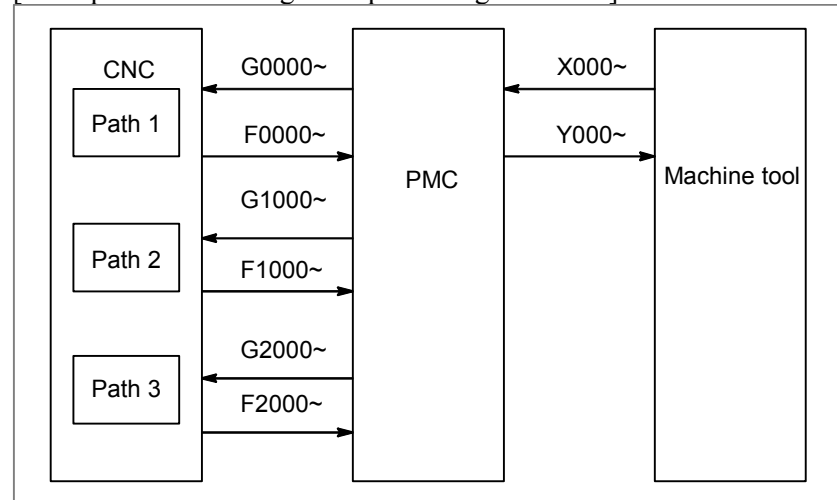 CNC
Path 1
Path 2
Path 3
G0000~
F0000~
G1000~
F1000~
G2000~
F2000~
PMC
X000~
Y000~
Machine tool